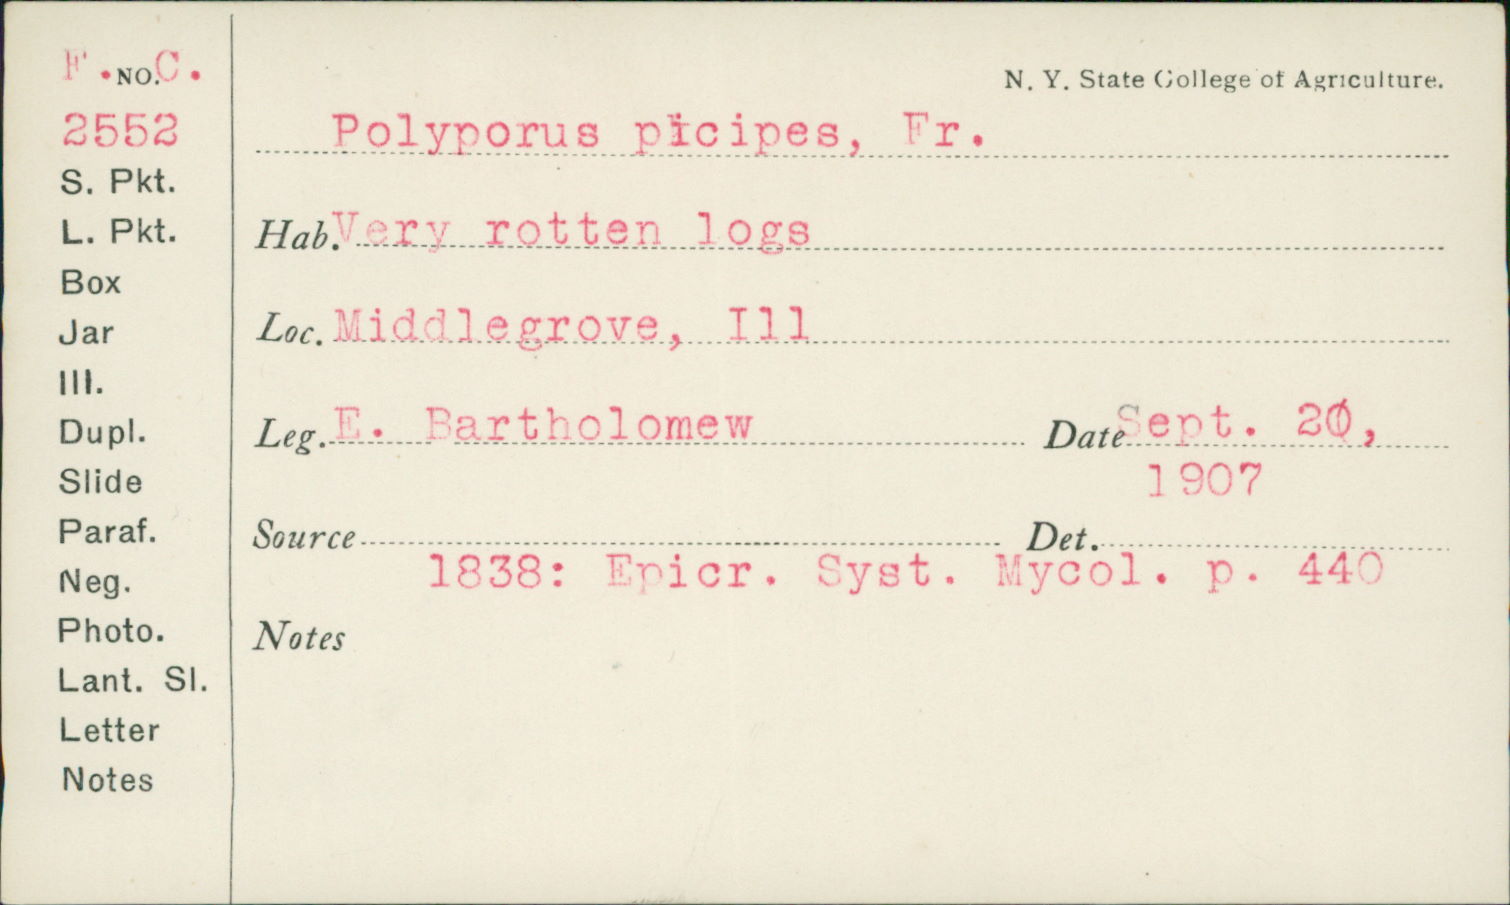 F. NO. C.
2552
S. Pkt.
L. Pkt.
Box
Jar
Ill.
Dupl.
Slide
Paraf.
Neg.
Photo.
Lant. Sl.
Letter
Notes
N. Y. State College of Agriculture.
Polyporus picipes, Fr.
Hab. Very rotten logs
Loc. Middlegrove, Ill
Leg. E. Bartholomew Date Sept. 20,
1907
Source Det.
1838: Epicr. Syst. Mycol. p. 440
Notes